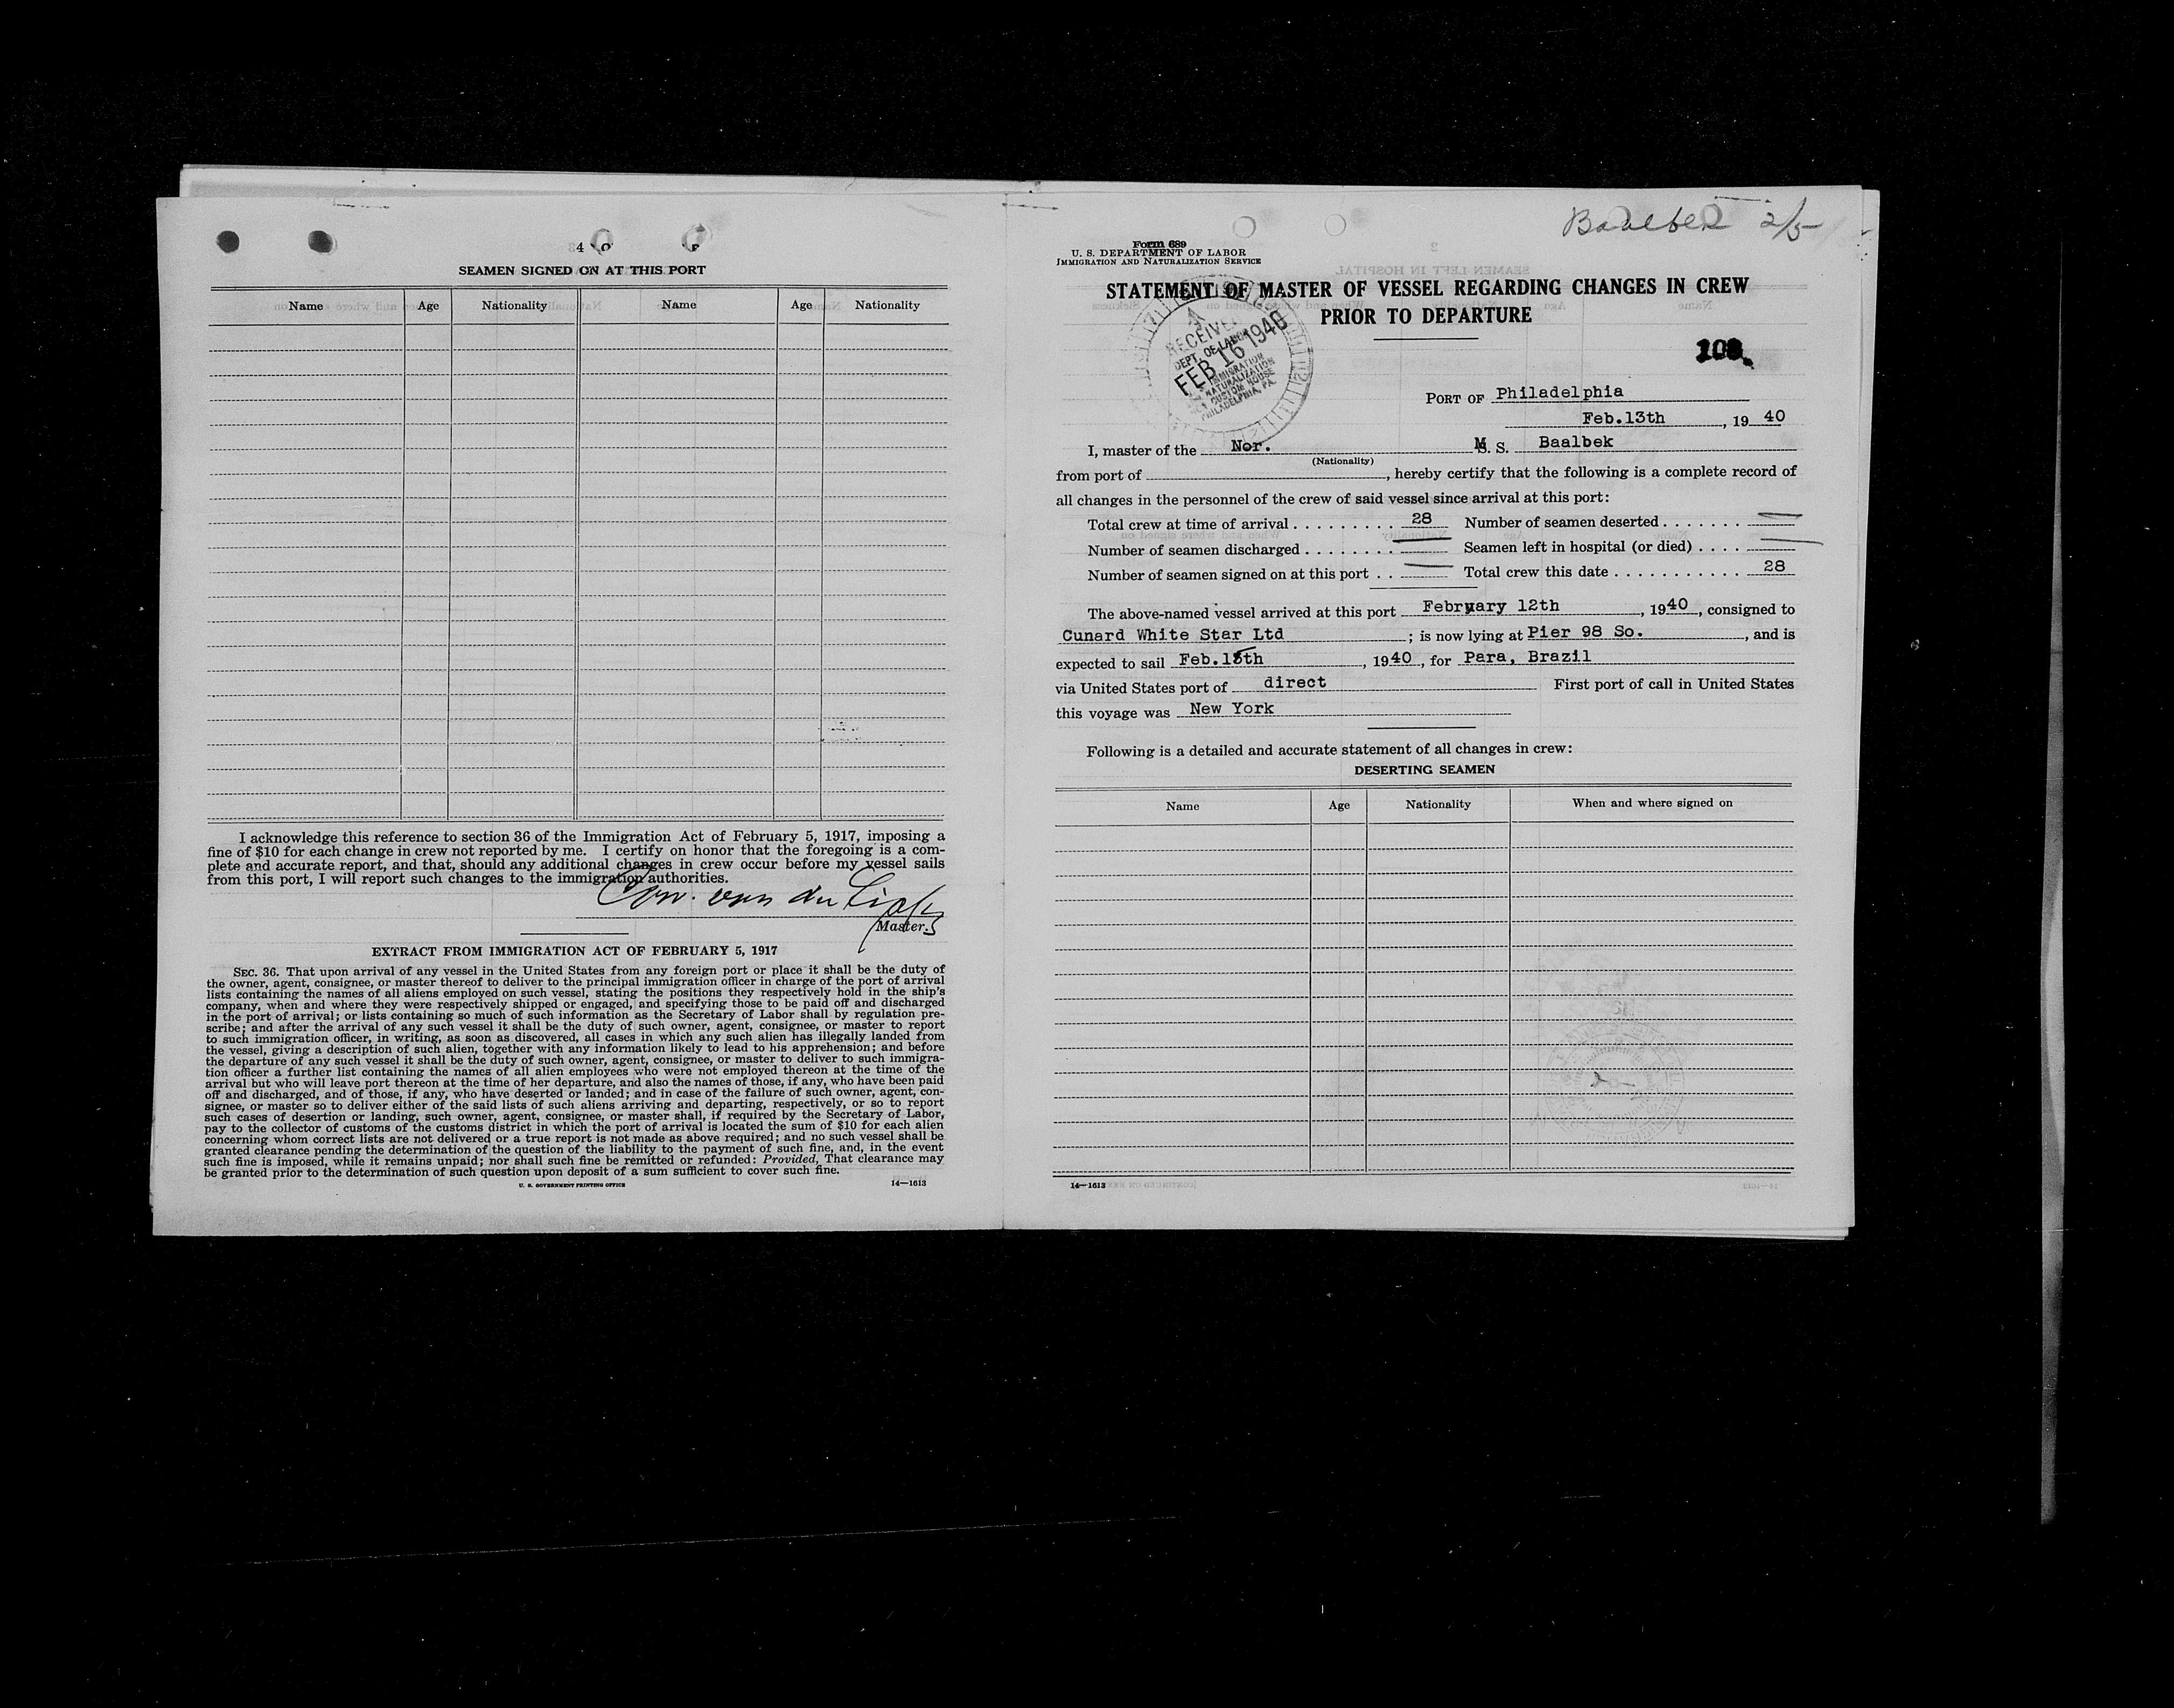 4
SEAMEN SIGNED ON AT THIS PORT
Name Age Nationality Name Age Nationality
I acknowledge this reference to section 36 of the Immigration Act of February 5, 1917, imposing a
fine of $10 for each change in crew not reported by me. I certify on honor that the foregoing is a com-
plete and accurate report, and that, should any additional changes in crew occur before my vessel sails
from this port, I will report such changes to the immigration authorities.
Master.
EXTRACT FROM IMMIGRATION ACT OF FEBRUARY 5, 1917
SEC. 36. That upon arrival of any vessel in the United States from any foreign port or place it shall be the duty of
the owner, agent, consignee, or master thereof to deliver to the principal immigration officer in charge of the port of arrival
lists containing the names of all aliens employed on such vessel, stating the positions they respectively hold in the ship's
company, when and where they were respectively shipped or engaged, and specifying those to be paid off and discharged
in the port of arrival; or lists containing so much of such information as the Secretary of Labor shall by regulation pre-
scribe; and after the arrival of any such vessel it shall be the duty of such owner, agent, consignee, or master to report
to such immigration officer, in writing, as soon as discovered, all cases in which any such alien has illegally landed from
the vessel, giving a description of such alien, together with any information likely to lead to his apprehension; and before
the departure of any such vessel it shall be the duty of such owner, agent, consignee, or master to deliver to such immigra-
tion officer a further list containing the names of all alien employees who were not employed thereon at the time of the
arrival but who will leave port thereon at the time of her departure, and also the names of those, if any, who have been paid
off and discharged, and of those, if any, who have deserted or landed; and in case of the failure of such owner, agent, con-
signee, or master so to deliver either of the said lists of such aliens arriving and departing, respectively, or so to report
such cases of desertion or landing, such owner, agent, consignee, or master shall, if required by the Secretary of Labor,
pay to the collector of customs of the customs district in which the port of arrival is located the sum of $10 for each alien
concerning whom correct lists are not delivered or a true report is not made as above required; and no such vessel shall be
granted clearance pending the determination of the question of the liability to the payment of such fine, and, in the event
such fine is imposed, while it remains unpaid; nor shall such fine be remitted or refunded: Provided, That clearance may
be granted prior to the determination of such question upon deposit of a sum sufficient to cover such fine.
U. S. GOVERNMENT PRINTING OFFICE 14—1613
Baalbek 2/5
Form 689
U. S. DEPARTMENT OF LABOR
IMMIGRATION AND NATURALIZATION SERVICE
STATEMENT OF MASTER OF VESSEL REGARDING CHANGES IN CREW
PRIOR TO DEPARTURE
RECEIVED
DEPT. OF LABOR
FEB 16 1940
IMMIGRATION
NATURALIZATION
CUSTOM HOUSE
PHILADELPHIA, PA.
PORT OF Philadelphia
Feb.13th, 19 40
I, master of the Nor. M. S. Baalbek
(Nationality)
from port of , hereby certify that the following is a complete record of
all changes in the personnel of the crew of said vessel since arrival at this port:
Total crew at time of arrival . . . . . . . . . 28 Number of seamen deserted . . . . . . . —
Number of seamen discharged . . . . . . . . — Seamen left in hospital (or died) . . . . —
Number of seamen signed on at this port . . — Total crew this date . . . . . . . . . . . 28
The above-named vessel arrived at this port February 12th, 1940, consigned to
Cunard White Star Ltd ; is now lying at Pier 98 So. , and is
expected to sail Feb.15th , 1940, for Para, Brazil
via United States port of direct First port of call in United States
this voyage was New York
Following is a detailed and accurate statement of all changes in crew:
DESERTING SEAMEN
Name Age Nationality When and where signed on
14—1613